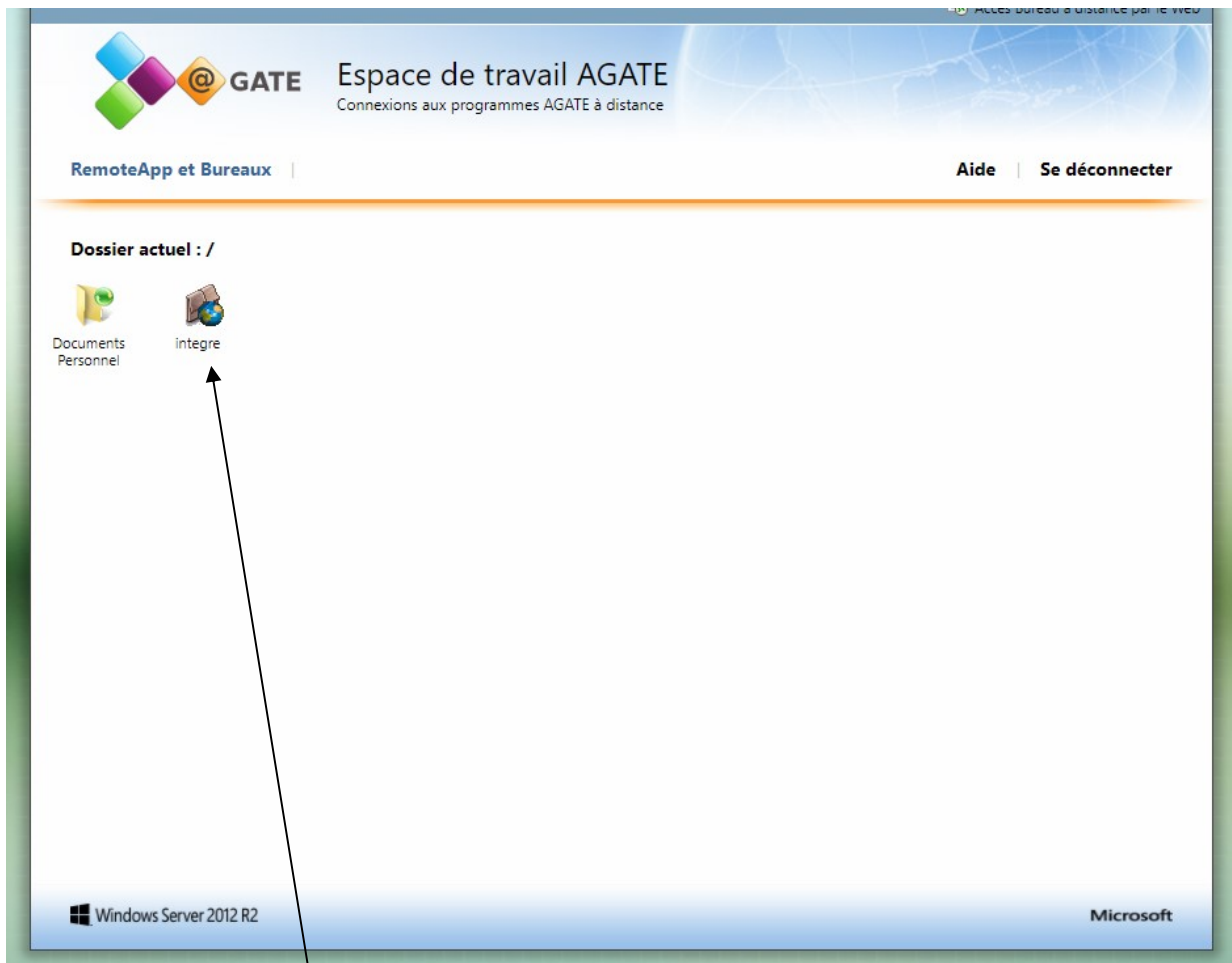 Accès Bureau à distance par le Web
@ GATE
Espace de travail AGATE
Connexions aux programmes AGATE à distance
RemoteApp et Bureaux
Aide | Se déconnecter
Dossier actuel : /
Documents
Personnel
integre
Windows Server 2012 R2
Microsoft